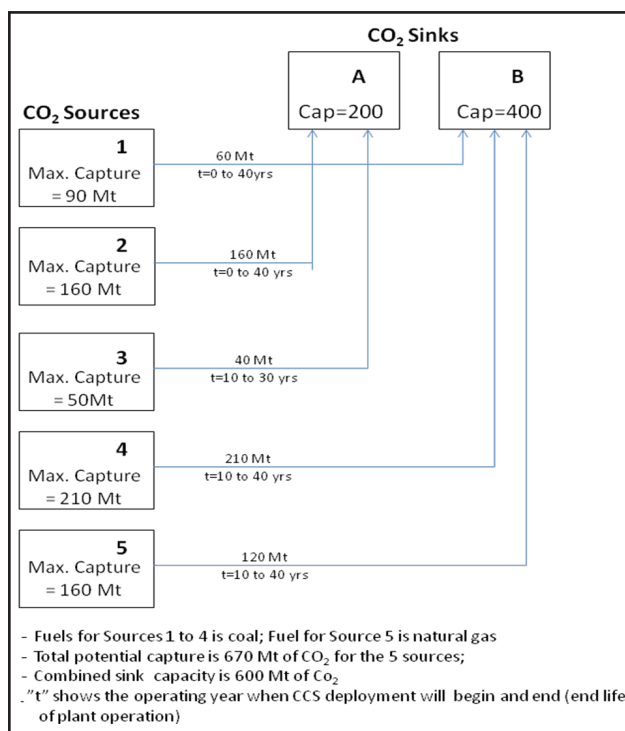 CO₂ Sinks
A
Cap=200
B
Cap=400
CO₂ Sources
1
Max. Capture
= 90 Mt
60 Mt
t=0 to 40yrs
2
Max. Capture
= 160 Mt
160 Mt
t=0 to 40 yrs
3
Max. Capture
= 50Mt
40 Mt
t=10 to 30 yrs
4
Max. Capture
= 210 Mt
210 Mt
t=10 to 40 yrs
5
Max. Capture
= 160 Mt
120 Mt
t=10 to 40 yrs
- Fuels for Sources 1 to 4 is coal; Fuel for Source 5 is natural gas
- Total potential capture is 670 Mt of CO₂ for the 5 sources;
- Combined sink capacity is 600 Mt of Co₂
.”t” shows the operating year when CCS deployment will begin and end (end life
of plant operation)